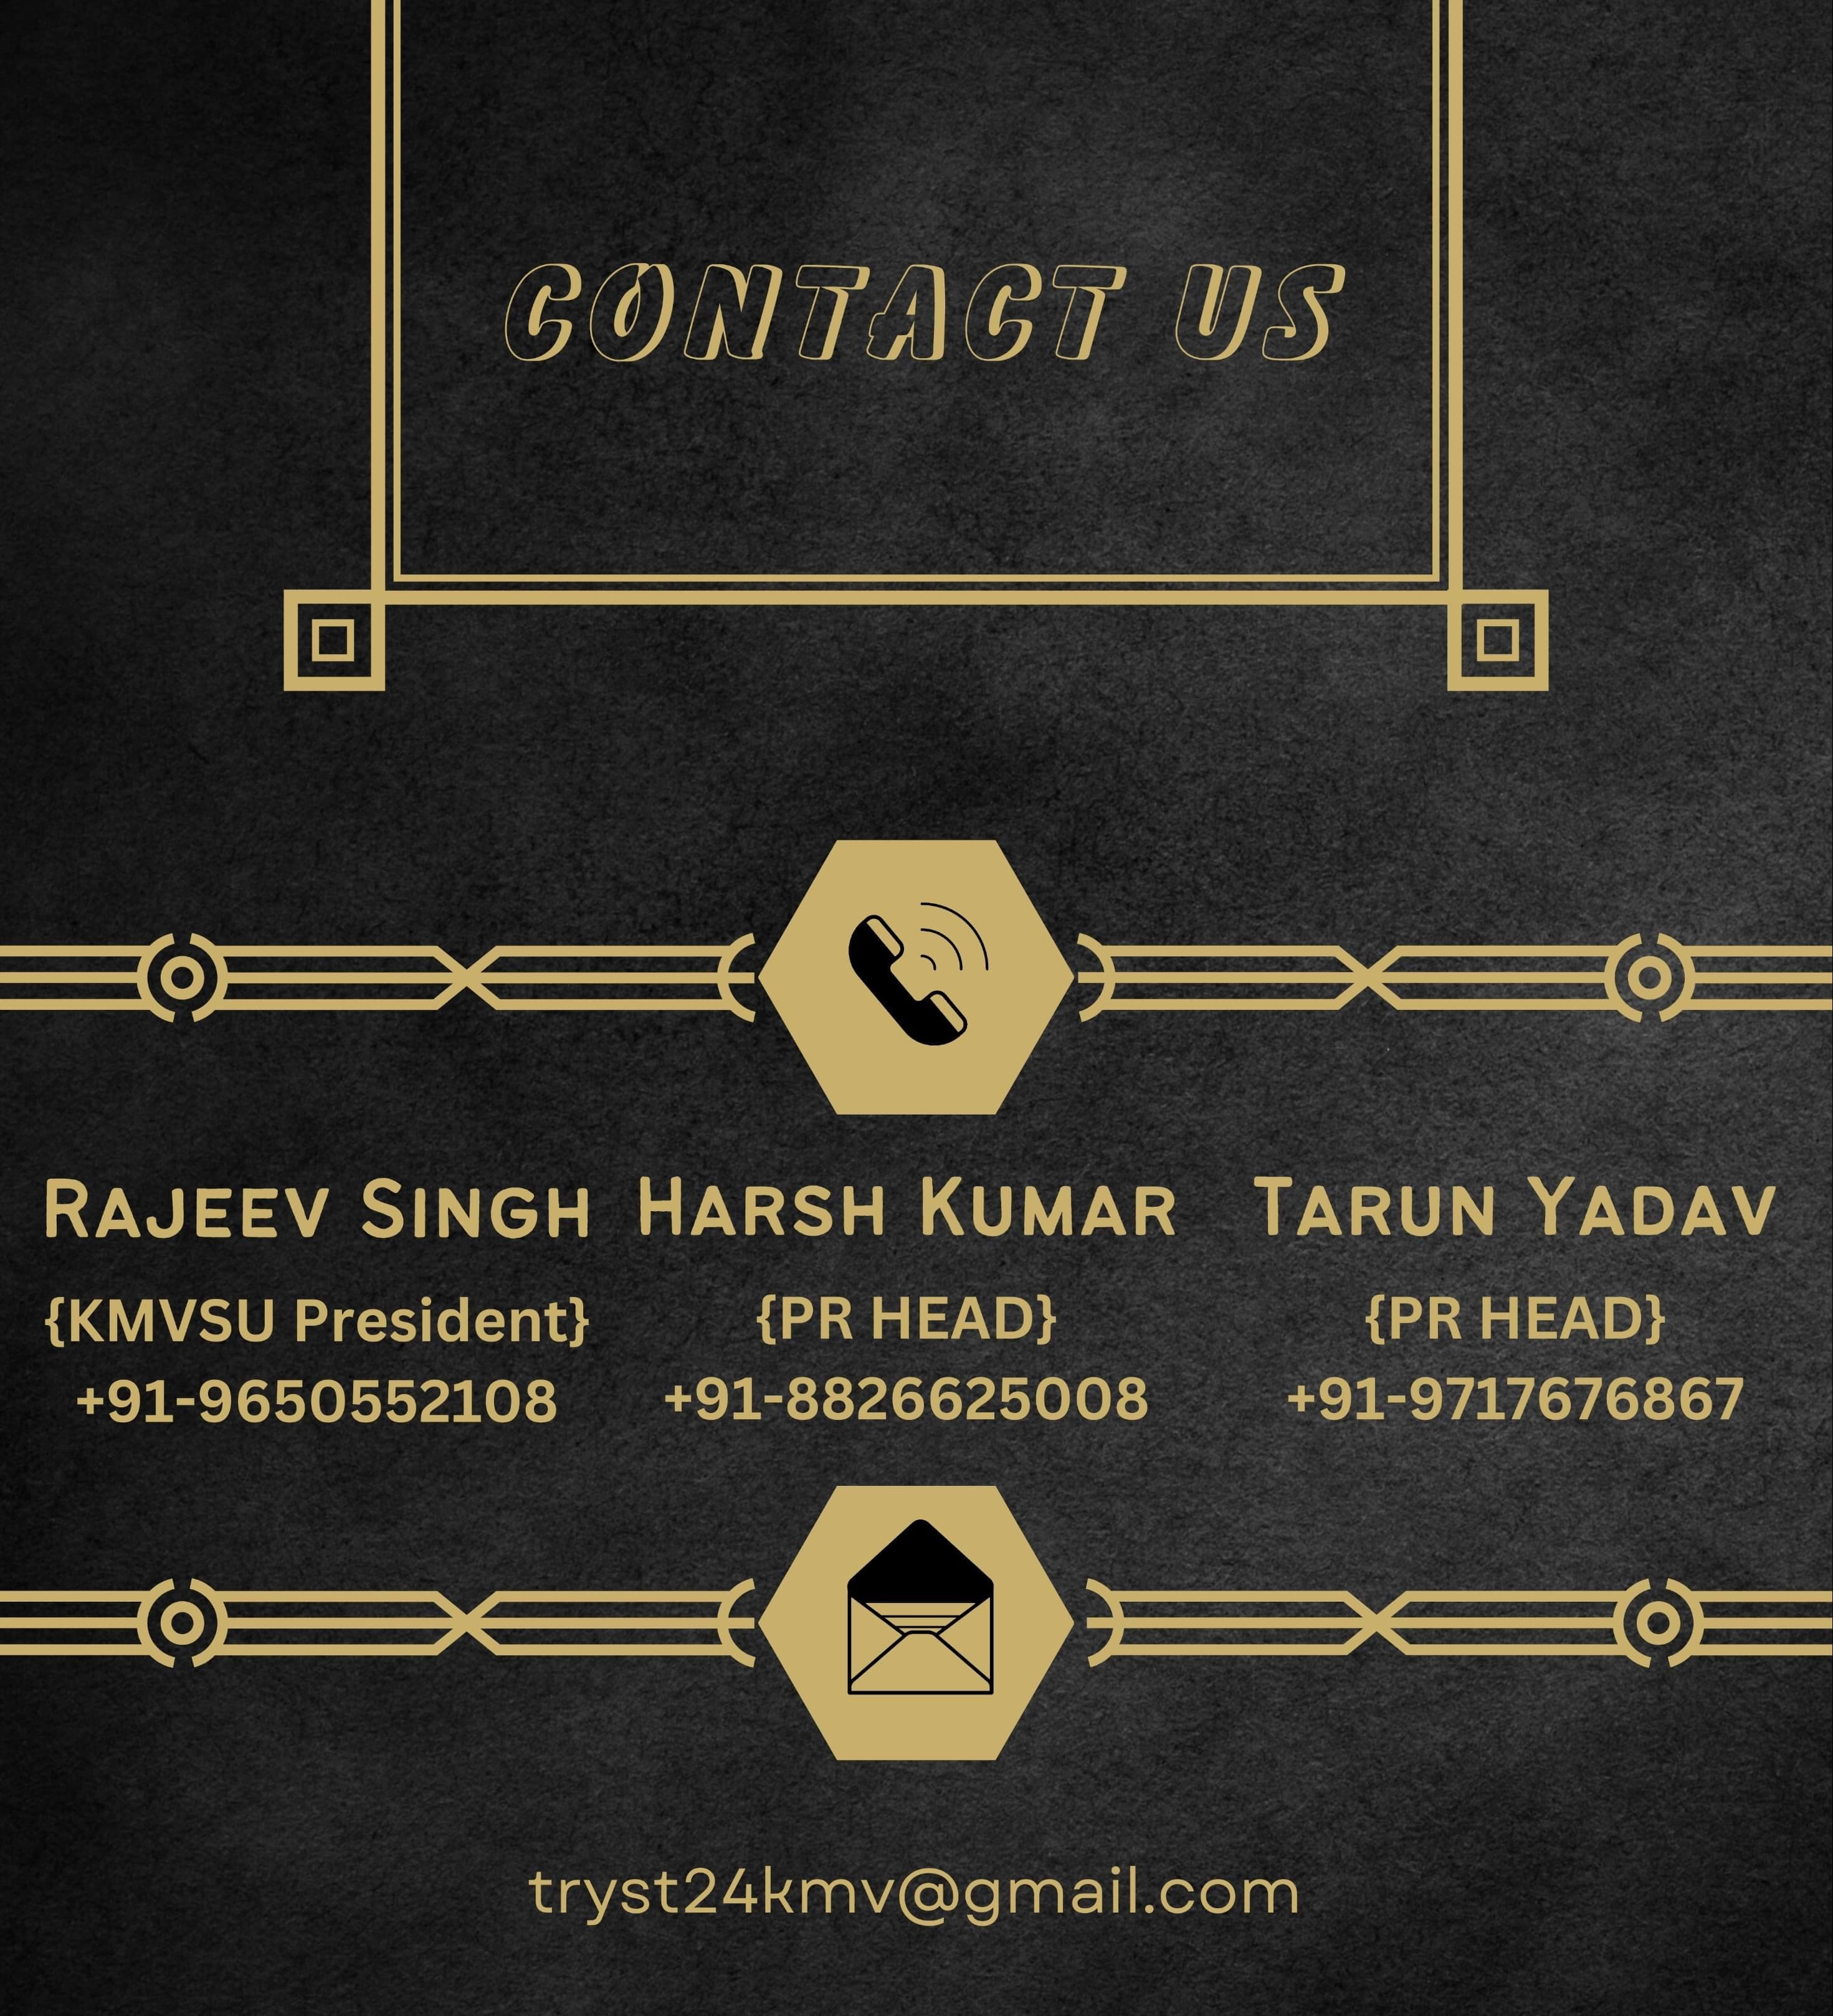 CONTACT US
Rajeev Singh Harsh Kumar Tarun Yadav
{KMVSU President} {PR HEAD} {PR HEAD}
+91-9650552108 +91-8826625008 +91-9717676867
tryst24kmv@gmail.com